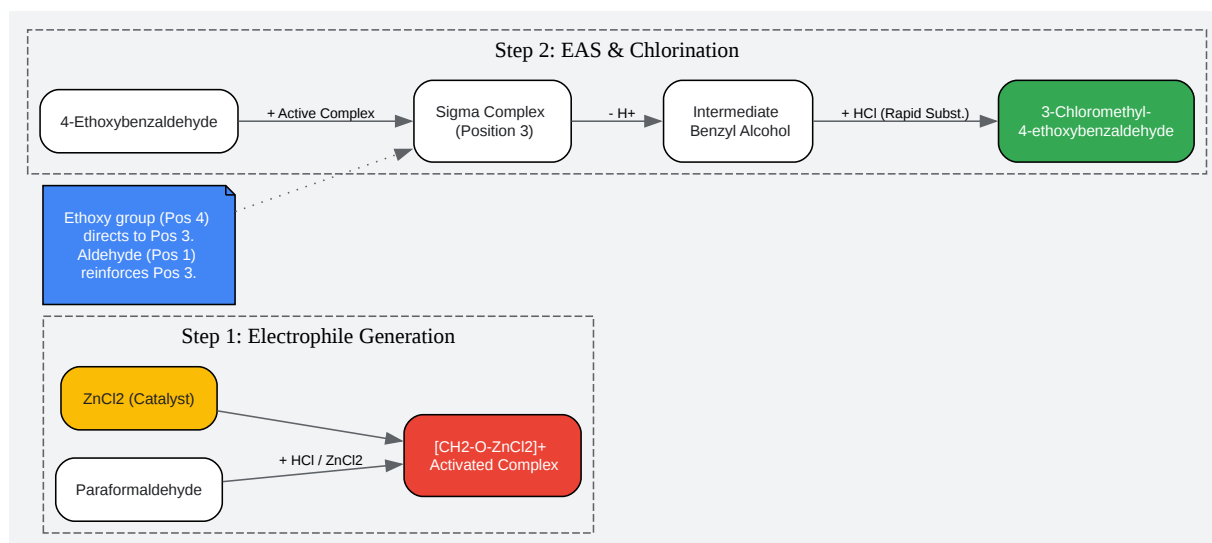 Step 2: EAS & Chlorination
4-Ethoxybenzaldehyde
+ Active Complex
Sigma Complex
(Position 3)
- H+
Intermediate
Benzyl Alcohol
+ HCl (Rapid Subst.)
3-Chloromethyl-
4-ethoxybenzaldehyde
Ethoxy group (Pos 4)
directs to Pos 3.
Aldehyde (Pos 1)
reinforces Pos 3.
Step 1: Electrophile Generation
ZnCl2 (Catalyst)
Paraformaldehyde
+ HCl / ZnCl2
[CH2-O-ZnCl2]+
Activated Complex